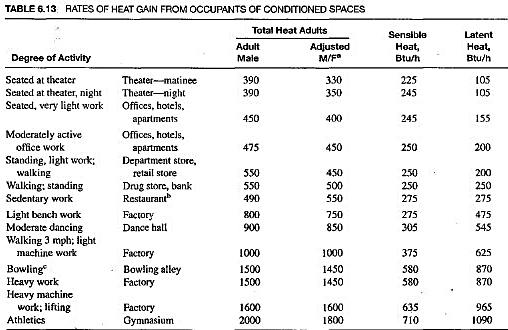 TABLE 6.13 RATES OF HEAT GAIN FROM OCCUPANTS OF CONDITIONED SPACES
Total Heat Adults Sensible Latent
Adult Adjusted Heat, Heat,
Degree of Activity Male M/Fa Btu/h Btu/h
Seated at theater Theater—matinee 390 330 225 105
Seated at theater, night Theater—night 390 350 245 105
Seated, very light work Offices, hotels,
apartments 450 400 245 155
Moderately active Offices, hotels,
office work apartments 475 450 250 200
Standing, light work; Department store,
walking retail store 550 450 250 200
Walking; standing Drug store, bank 550 500 250 250
Sedentary work Restaurantb 490 550 275 275
Light bench work Factory 800 750 275 475
Moderate dancing Dance hall 900 850 305 545
Walking 3 mph; light
machine work Factory 1000 1000 375 625
Bowlingc Bowling alley 1500 1450 580 870
Heavy work Factory 1500 1450 580 870
Heavy machine
work; lifting Factory 1600 1600 635 965
Athletics Gymnasium 2000 1800 710 1090